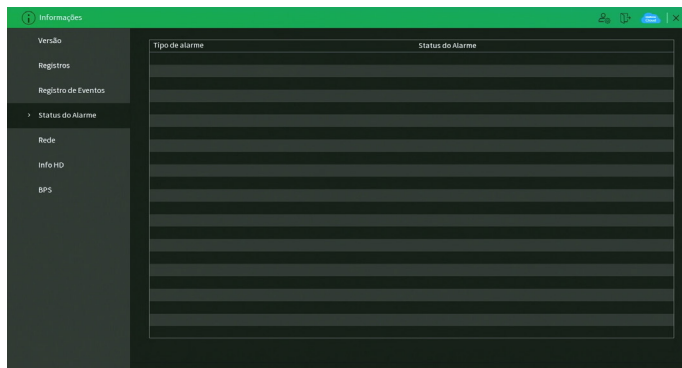 Informações
Versão
Registros
Registro de Eventos
Status do Alarme
Rede
Info HD
BPS
Tipo de alarme Status do Alarme